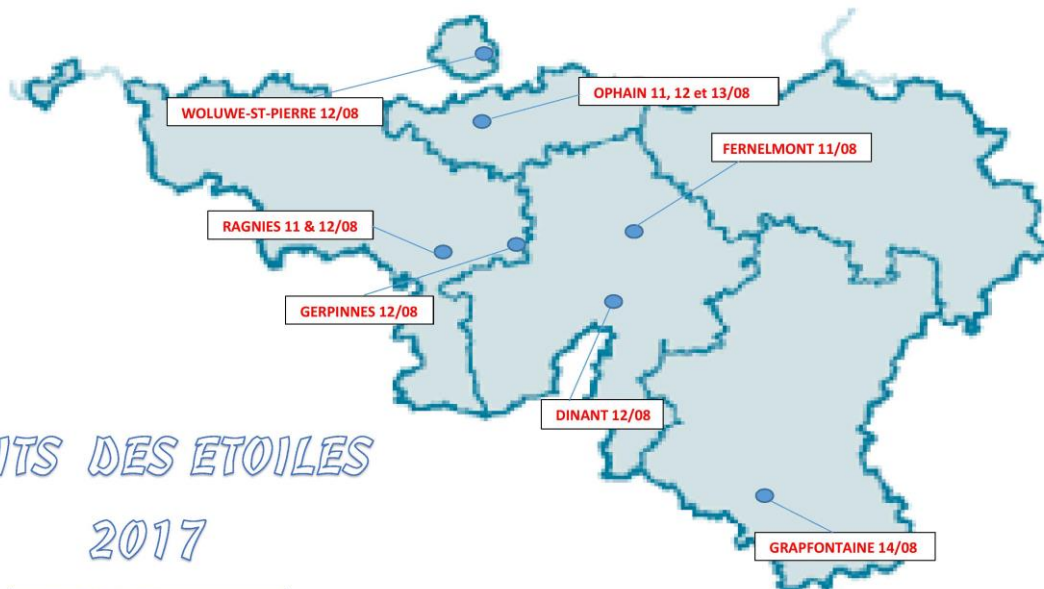 WOLUWE-ST-PIERRE 12/08
OPHAIN 11, 12 et 13/08
FERNELMONT 11/08
RAGNIES 11 & 12/08
GERPINNES 12/08
DINANT 12/08
ITS DES ETOILES
2017
GRAPFONTAINE 14/08